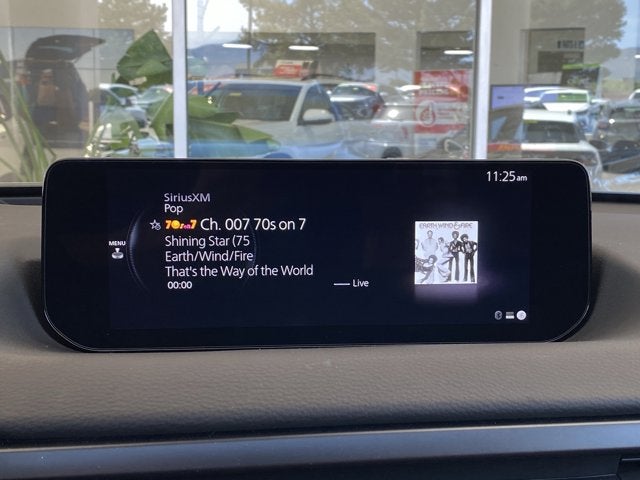 11:25am
SiriusXM
Pop
70s on 7 Ch. 007 70s on 7
Shining Star (75
Earth/Wind/Fire
That's the Way of the World
00:00
Live
MENU
EARTH, WIND & FIRE